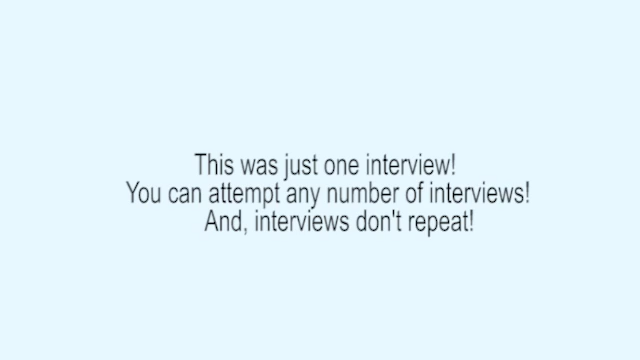 This was just one interview!
You can attempt any number of interviews!
And, interviews don't repeat!